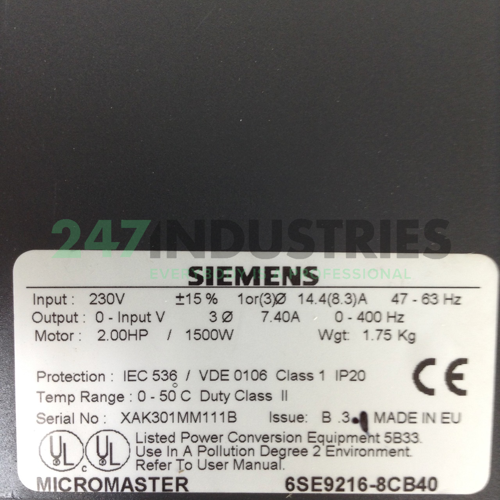 247INDUSTRIES
SIEMENS
Input : 230V ±15 % 1or(3)Ø 14.4(8.3)A 47 - 63 Hz
Output : 0 - Input V 3 Ø 7.40A 0 - 400 Hz
Motor : 2.00HP / 1500W Wgt: 1.75 Kg
Protection : IEC 536 / VDE 0106 Class 1 IP20
Temp Range : 0 - 50 C Duty Class II
Serial No : XAK301MM111B Issue: B .3 MADE IN EU
CE
UL UL
Listed Power Conversion Equipment 5B33.
Use In A Pollution Degree 2 Environment.
Refer To User Manual.
MICROMASTER 6SE9216-8CB40